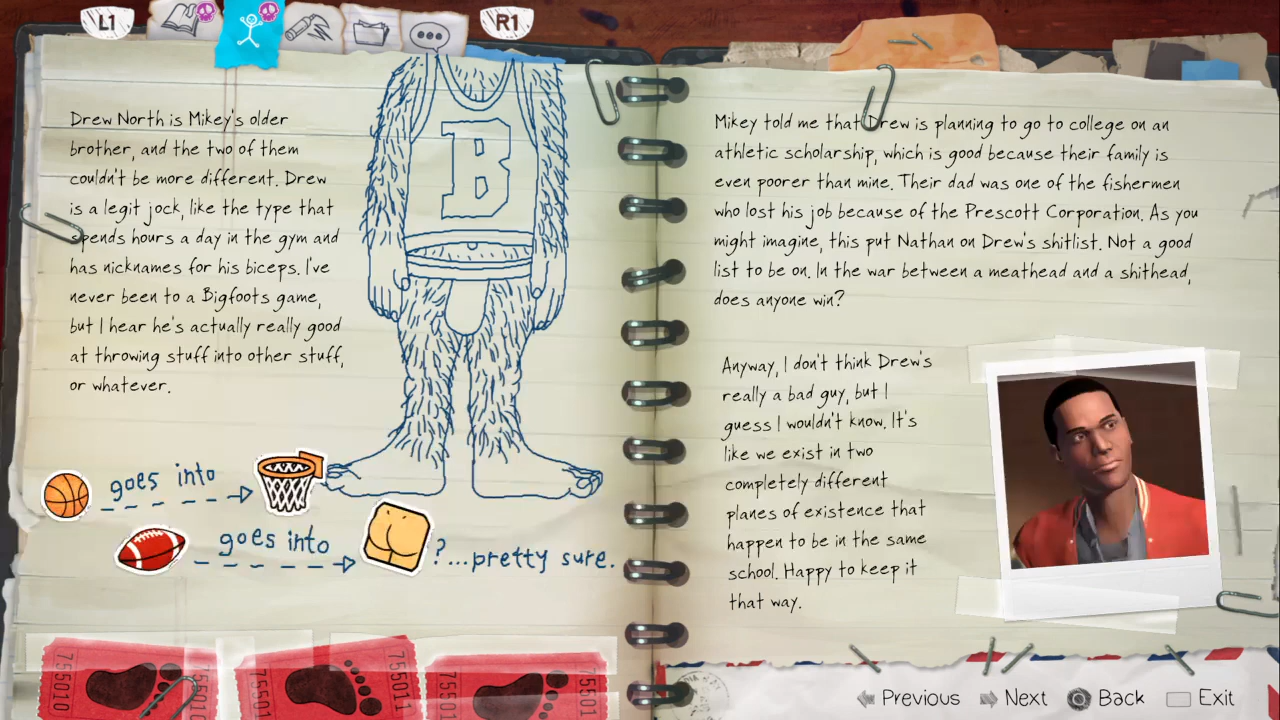 L1
R1
Drew North is Mikey's older
brother, and the two of them
couldn't be more different. Drew
is a legit jock, like the type that
spends hours a day in the gym and
has nicknames for his biceps. I've
never been to a Bigfoots game,
but I hear he's actually really good
at throwing stuff into other stuff,
or whatever.
B
goes into
goes into
?...pretty sure.
755010
755011
755011
Mikey told me that Drew is planning to go to college on an
athletic scholarship, which is good because their family is
even poorer than mine. Their dad was one of the fishermen
who lost his job because of the Prescott Corporation. As you
might imagine, this put Nathan on Drew's shitlist. Not a good
list to be on. In the war between a meathead and a shithead,
does anyone win?
Anyway, I don't think Drew's
really a bad guy, but I
guess I wouldn't know. It's
like we exist in two
completely different
planes of existence that
happen to be in the same
school. Happy to keep it
that way.
Previous Next Back Exit